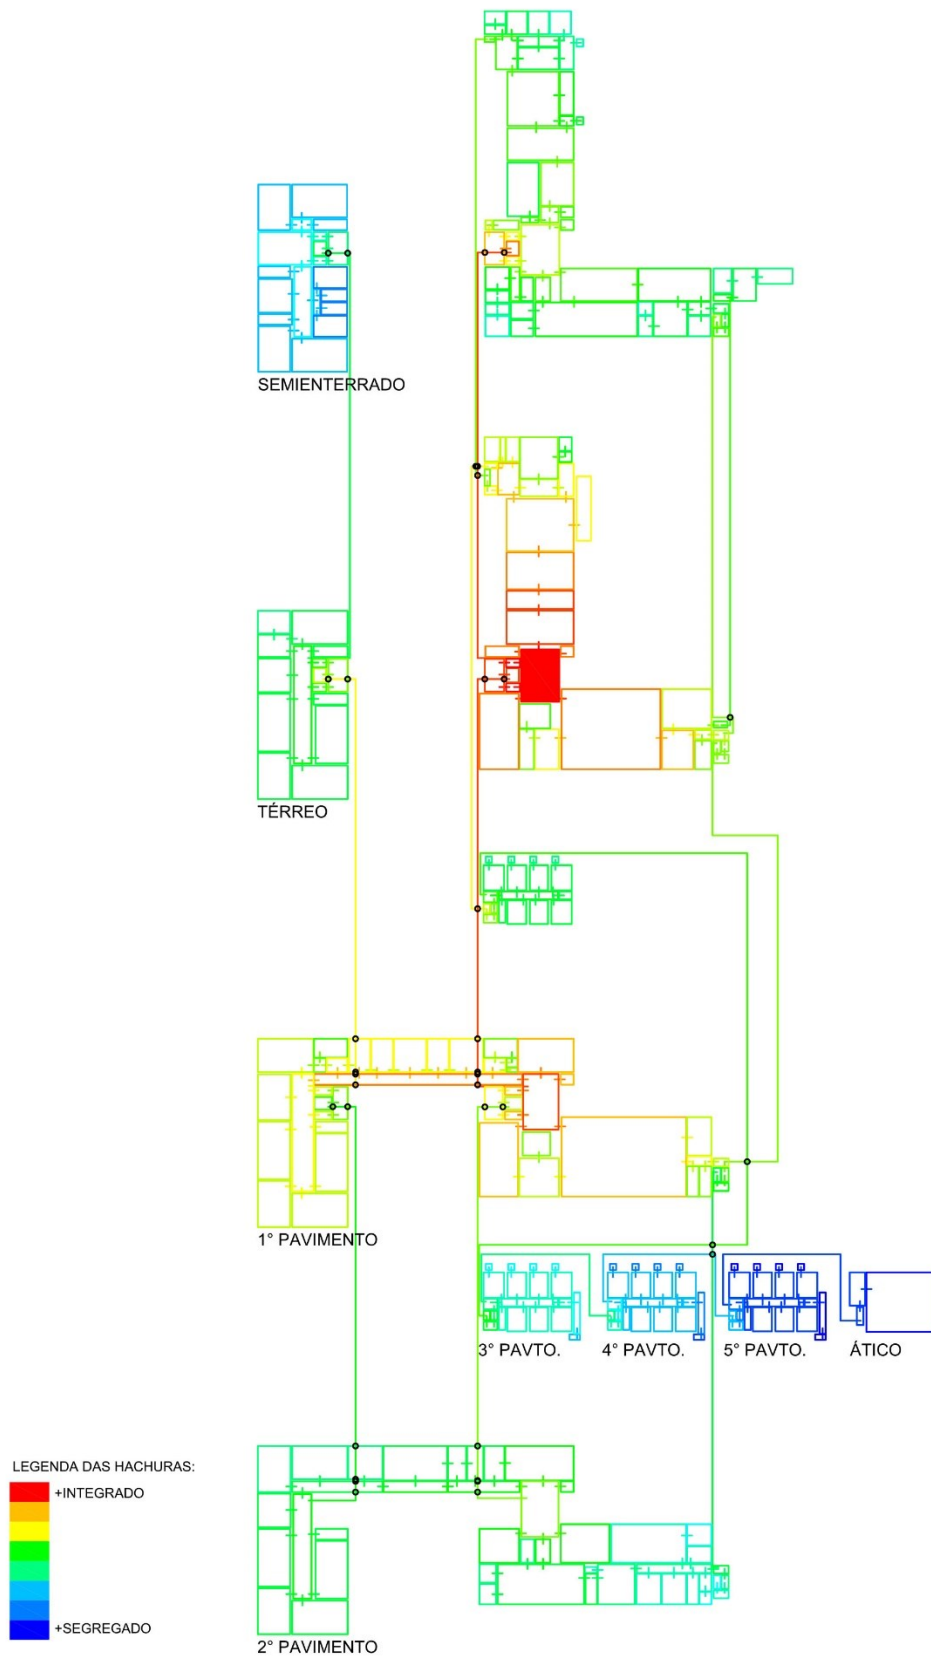 SEMIENTERRADO
TÉRREO
1° PAVIMENTO
3° PAVTO.
4° PAVTO.
5° PAVTO.
ÁTICO
LEGENDA DAS HACHURAS:
+INTEGRADO
+SEGREGADO
2° PAVIMENTO